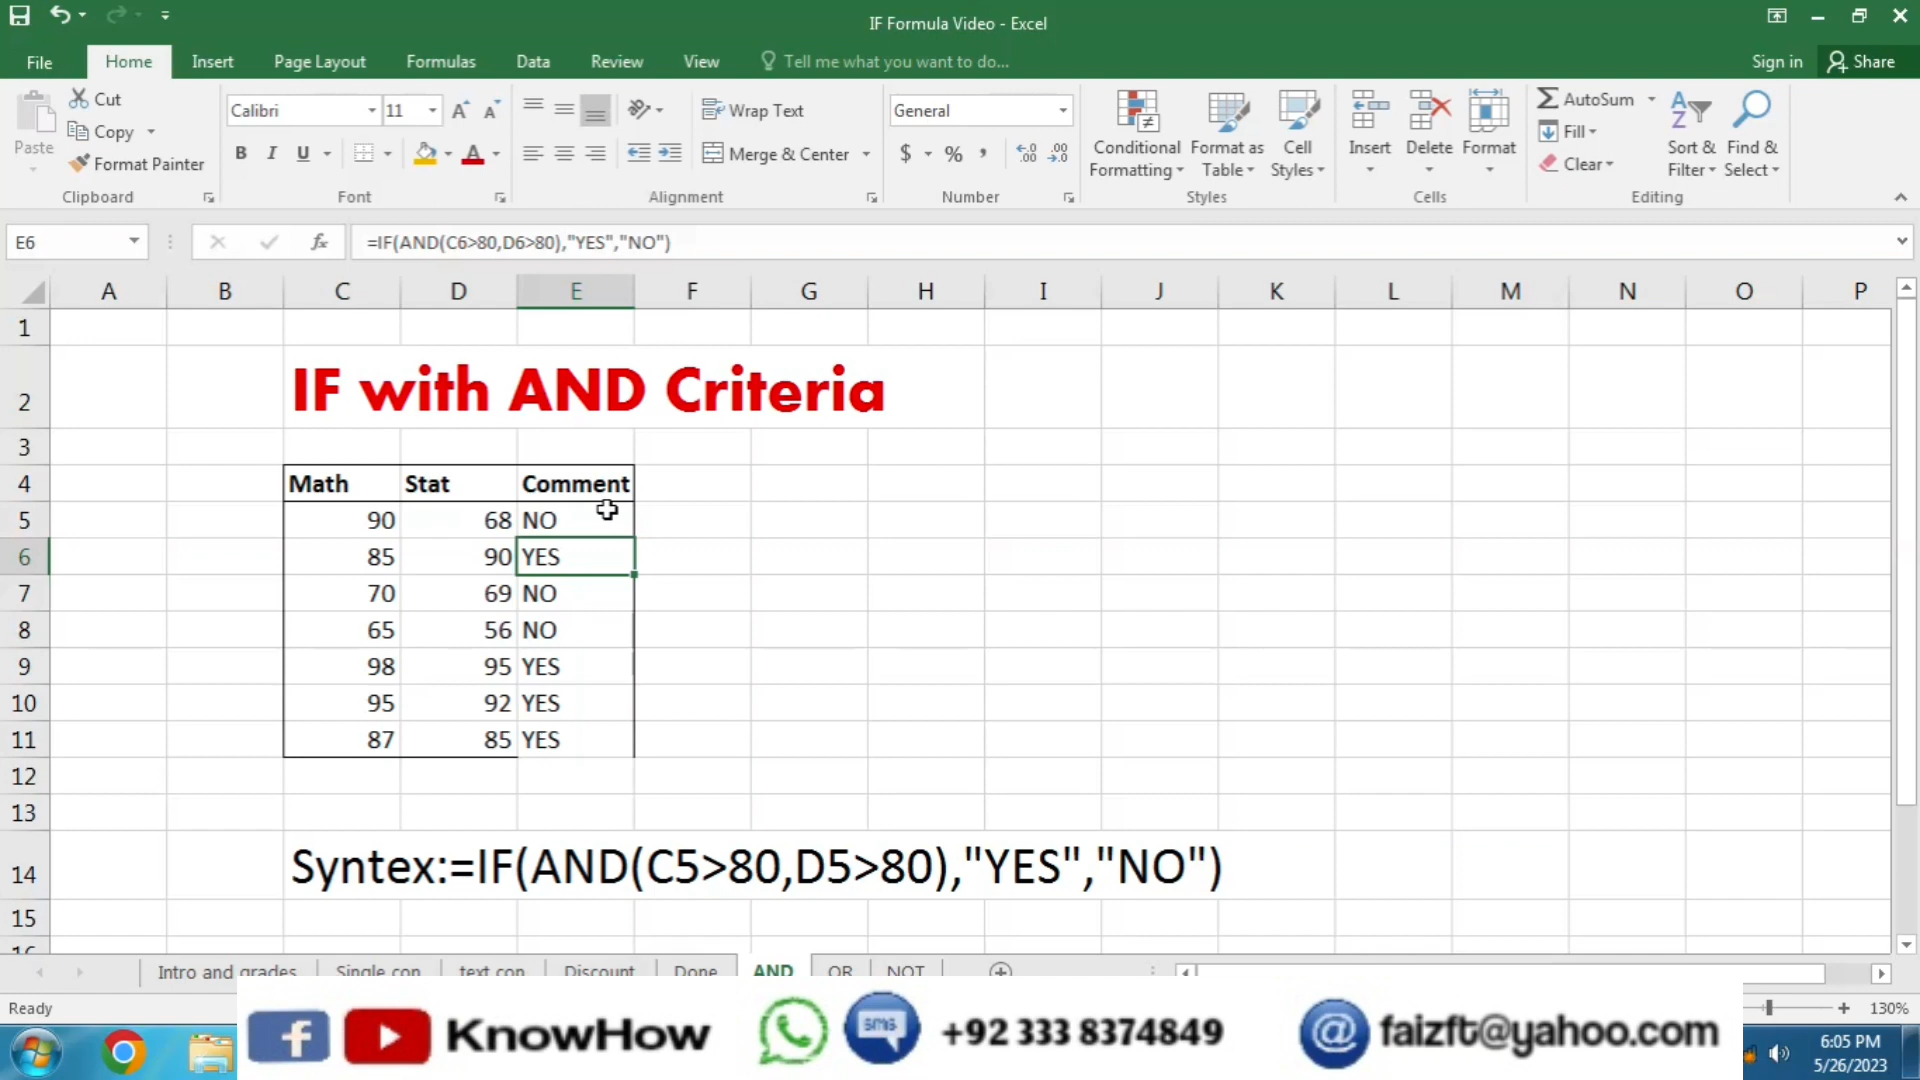 IF Formula Video - Excel
File Home Insert Page Layout Formulas Data Review View Tell me what you want to do... Sign in Share
Paste
Cut
Copy
Format Painter
Clipboard
Calibri 11
B I U
Font
Wrap Text
Merge & Center
Alignment
General
$ % ,
Number
Conditional Formatting
Format as Table
Cell Styles
Styles
Insert Delete Format
Cells
AutoSum
Fill
Clear
Sort & Filter
Find & Select
Editing
E6 fx =IF(AND(C6>80,D6>80),"YES","NO")
A B C D E F G H I J K L M N O P
1
2 IF with AND Criteria
3
4 Math Stat Comment
5 90 68 NO
6 85 90 YES
7 70 69 NO
8 65 56 NO
9 98 95 YES
10 95 92 YES
11 87 85 YES
12
13
14 Syntex:=IF(AND(C5>80,D5>80),"YES","NO")
15
16
Intro and grades Single con text con Discount Done AND OR NOT
Ready 130%
f KnowHow sms +92 333 8374849 @ faizft@yahoo.com
6:05 PM
5/26/2023